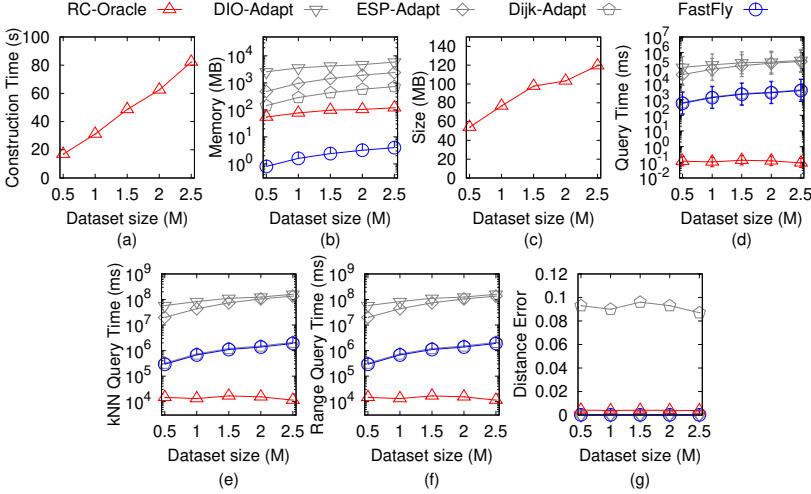 RC-Oracle DIO-Adapt ESP-Adapt Dijk-Adapt FastFly
Construction Time (s)
100
80
60
40
20
0
0.5 1 1.5 2 2.5
Dataset size (M)
(a)
Memory (MB)
10^4
10^3
10^2
10^1
10^0
0.5 1 1.5 2 2.5
Dataset size (M)
(b)
Size (MB)
140
120
100
80
60
40
20
0
0.5 1 1.5 2 2.5
Dataset size (M)
(c)
Query Time (ms)
10^7
10^6
10^5
10^4
10^3
10^2
10^1
10^0
10^-1
10^-2
0.5 1 1.5 2 2.5
Dataset size (M)
(d)
kNN Query Time (ms)
10^9
10^8
10^7
10^6
10^5
10^4
0.5 1 1.5 2 2.5
Dataset size (M)
(e)
Range Query Time (ms)
10^9
10^8
10^7
10^6
10^5
10^4
0.5 1 1.5 2 2.5
Dataset size (M)
(f)
Distance Error
0.12
0.1
0.08
0.06
0.04
0.02
0
0.5 1 1.5 2 2.5
Dataset size (M)
(g)